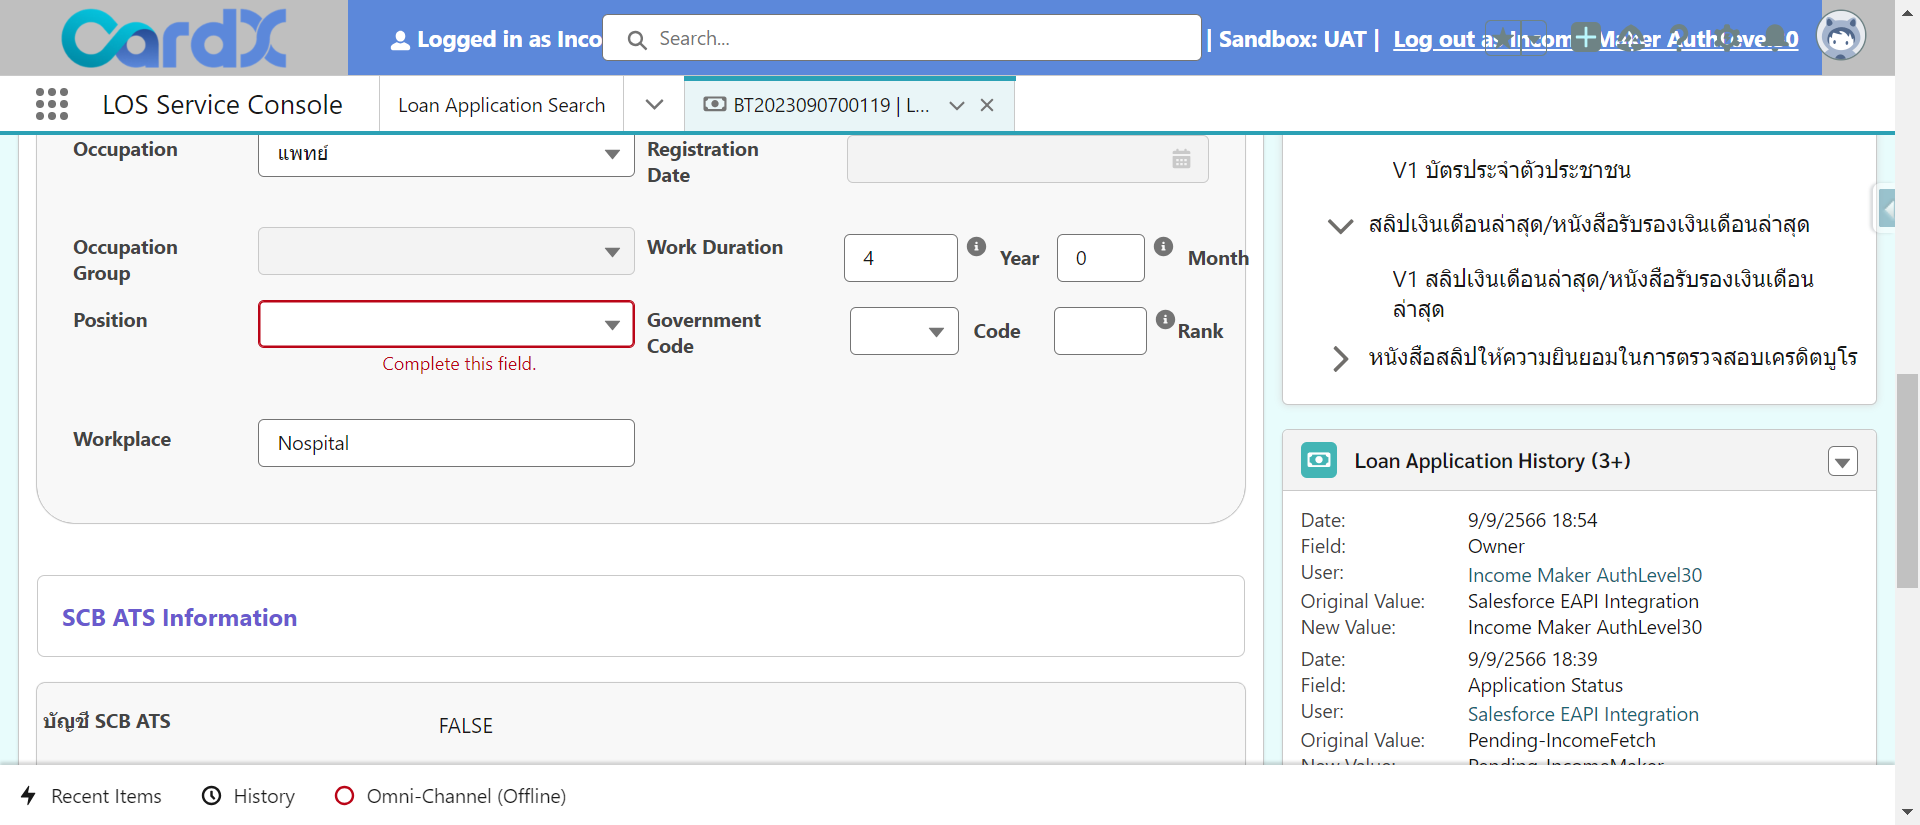 CardX
Logged in as Inco
Search...
| Sandbox: UAT |
Log out as Income Maker AuthLevel30
LOS Service Console
Loan Application Search
BT2023090700119 | L...
Occupation
แพทย์
Registration
Date
Occupation
Group
Work Duration
4
Year
0
Month
Position
Complete this field.
Government
Code
Code
Rank
Workplace
Nospital
SCB ATS Information
บัญชี SCB ATS
FALSE
V1 บัตรประจำตัวประชาชน
สลิปเงินเดือนล่าสุด/หนังสือรับรองเงินเดือนล่าสุด
V1 สลิปเงินเดือนล่าสุด/หนังสือรับรองเงินเดือน
ล่าสุด
หนังสือสลิปให้ความยินยอมในการตรวจสอบเครดิตบูโร
Loan Application History (3+)
Date: 9/9/2566 18:54
Field: Owner
User: Income Maker AuthLevel30
Original Value: Salesforce EAPI Integration
New Value: Income Maker AuthLevel30
Date: 9/9/2566 18:39
Field: Application Status
User: Salesforce EAPI Integration
Original Value: Pending-IncomeFetch
New Value: Pending-IncomeMaker
Recent Items
History
Omni-Channel (Offline)